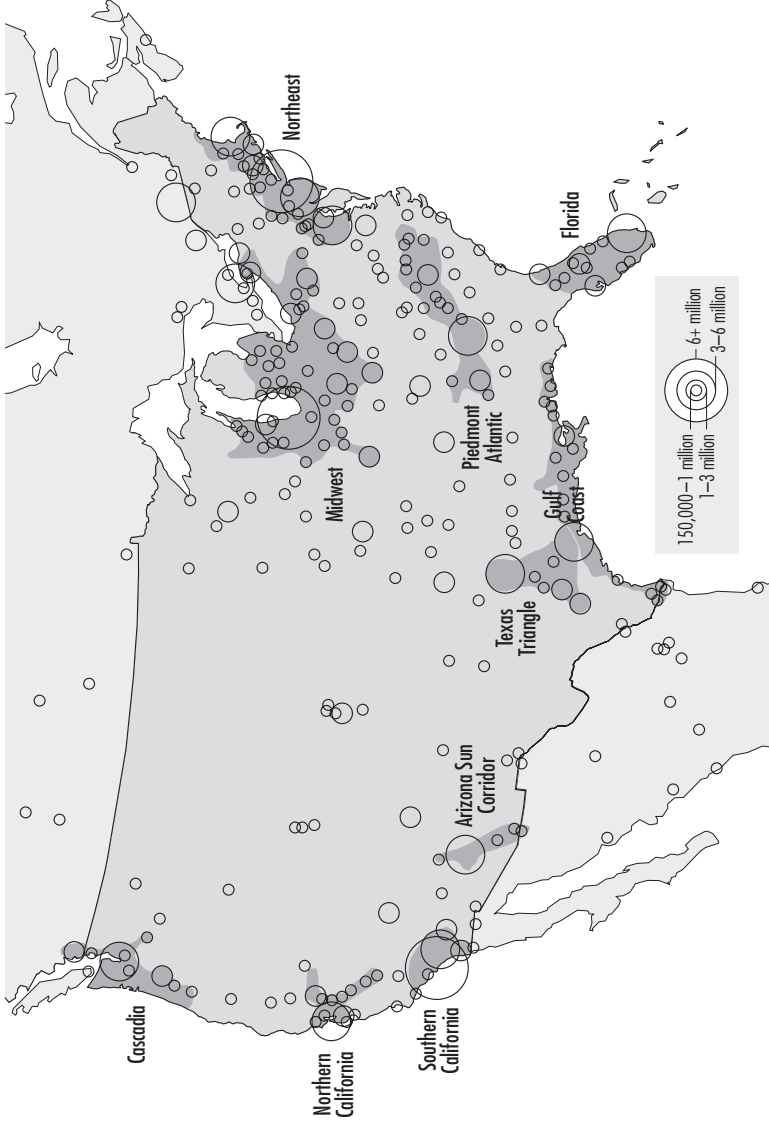 Cascadia
Northern
California
Southern
California
Arizona Sun
Corridor
Texas
Triangle
Gulf
Coast
Midwest
Piedmont
Atlantic
Northeast
Florida
150,000–1 million
1–3 million
6+ million
3–6 million